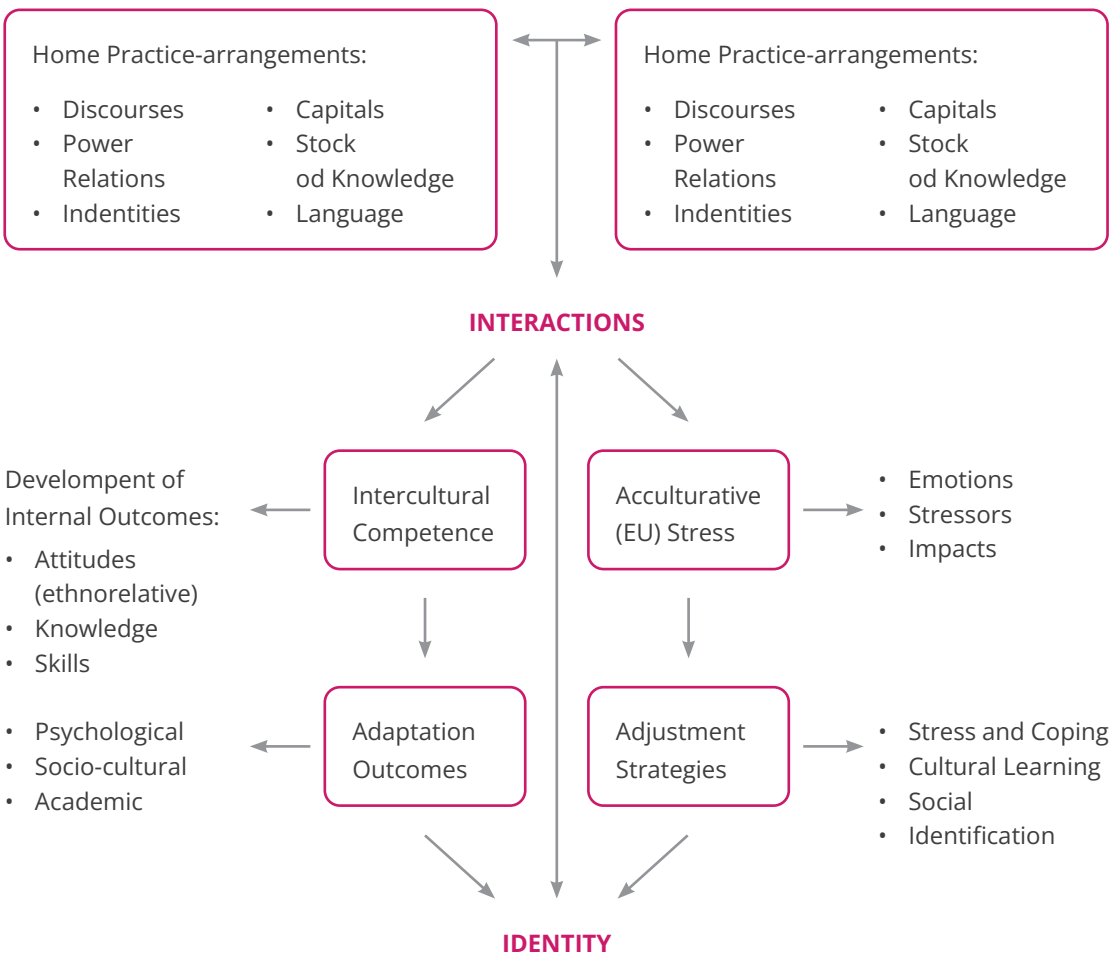 Home Practice-arrangements:
• Discourses
• Power
Relations
• Indentities
• Capitals
• Stock
od Knowledge
• Language
Home Practice-arrangements:
• Discourses
• Power
Relations
• Indentities
• Capitals
• Stock
od Knowledge
• Language
INTERACTIONS
Develompent of
Internal Outcomes:
• Attitudes
(ethnorelative)
• Knowledge
• Skills
Intercultural
Competence
Acculturative
(EU) Stress
• Emotions
• Stressors
• Impacts
• Psychological
• Socio-cultural
• Academic
Adaptation
Outcomes
Adjustment
Strategies
• Stress and Coping
• Cultural Learning
• Social
• Identification
IDENTITY